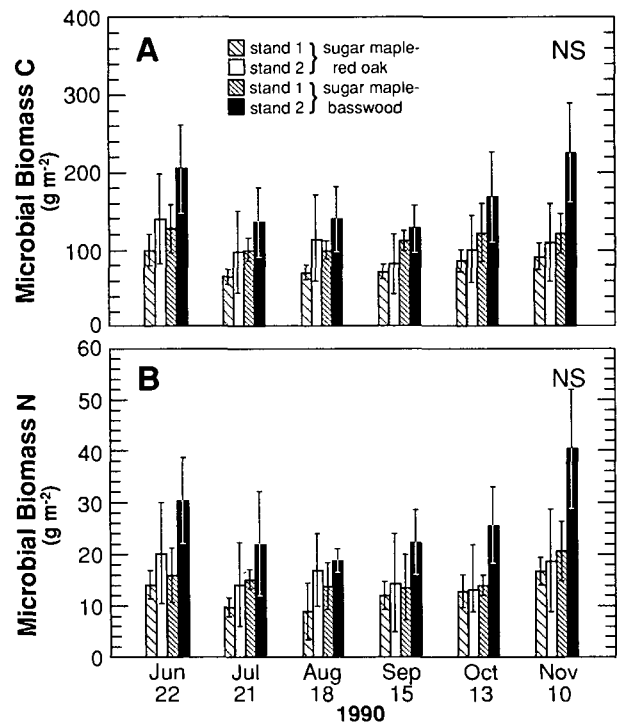 400
300
200
100
0
Microbial Biomass C
(g m-2)
A
NS
stand 1 } sugar maple-
stand 2 } red oak
stand 1 } sugar maple-
stand 2 } basswood
60
50
40
30
20
10
0
Microbial Biomass N
(g m-2)
B
NS
Jun Jul Aug Sep Oct Nov
22 21 18 15 13 10
1990